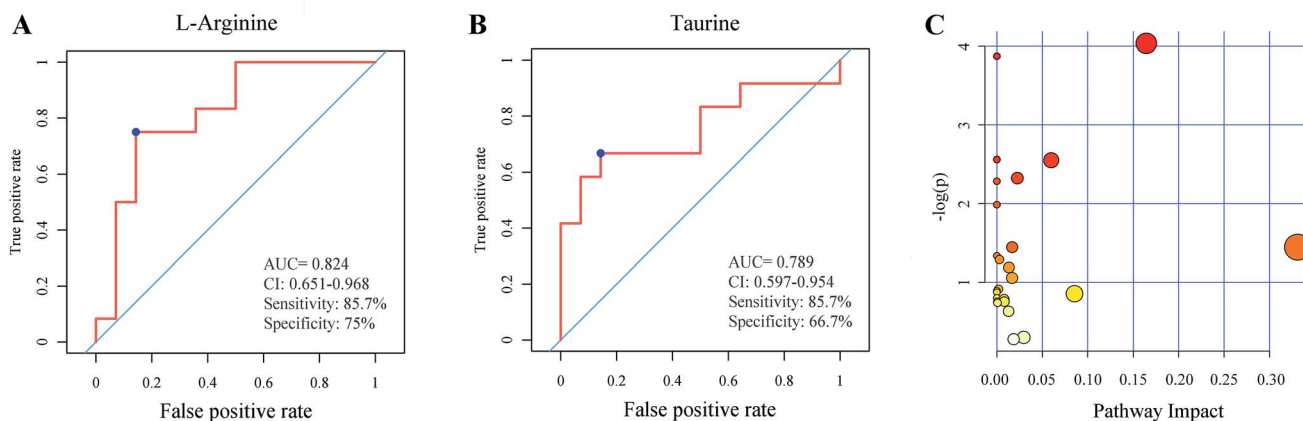 A
L-Arginine
True positive rate
1
0.8
0.6
0.4
0.2
0
AUC= 0.824
CI: 0.651-0.968
Sensitivity: 85.7%
Specificity: 75%
0 0.2 0.4 0.6 0.8 1
False positive rate
B
Taurine
True positive rate
1
0.8
0.6
0.4
0.2
0
AUC= 0.789
CI: 0.597-0.954
Sensitivity: 85.7%
Specificity: 66.7%
0 0.2 0.4 0.6 0.8 1
False positive rate
C
-log(p)
4
3
2
1
0.00 0.05 0.10 0.15 0.20 0.25 0.30
Pathway Impact